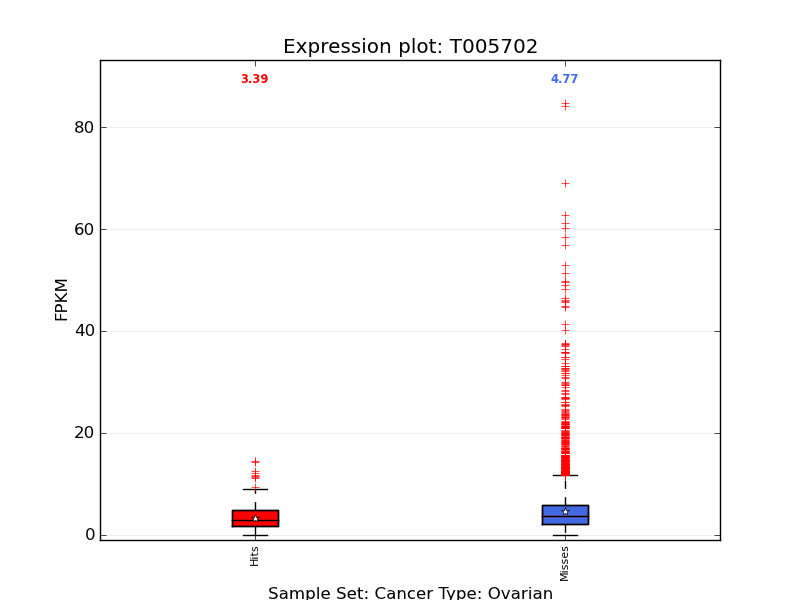 Expression plot: T005702
3.39
4.77
80
60
40
20
0
FPKM
Hits
Misses
Sample Set: Cancer Type: Ovarian